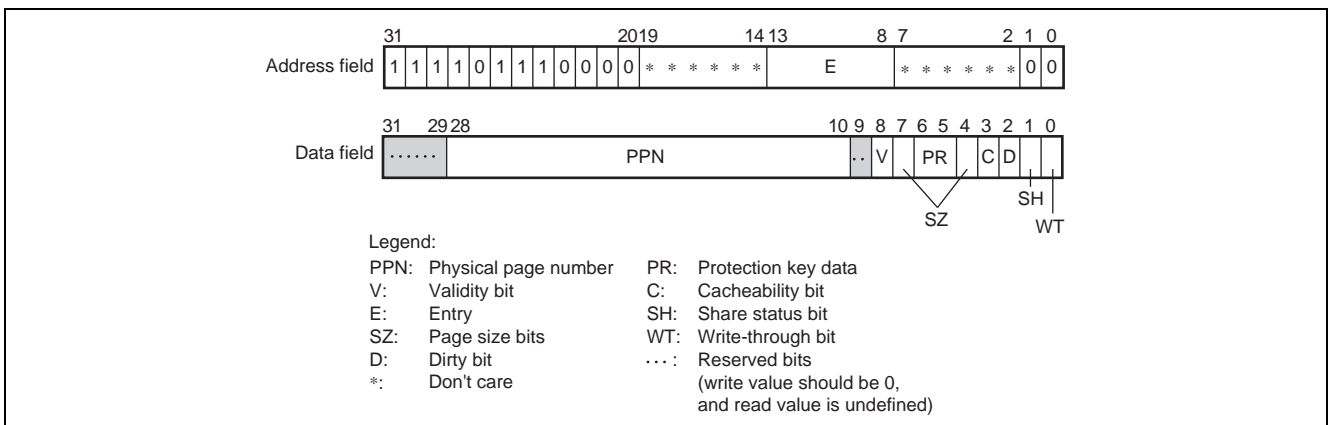 31 2019 14 13 8 7 2 1 0
Address field 1 1 1 1 0 1 1 1 0 0 0 0 * * * * * * E * * * * * * 0 0
31 29 28 10 9 8 7 6 5 4 3 2 1 0
Data field ...... PPN .. V PR C D
SH
SZ WT
Legend:
PPN: Physical page number PR: Protection key data
V: Validity bit C: Cacheability bit
E: Entry SH: Share status bit
SZ: Page size bits WT: Write-through bit
D: Dirty bit ...: Reserved bits
*: Don't care (write value should be 0,
and read value is undefined)